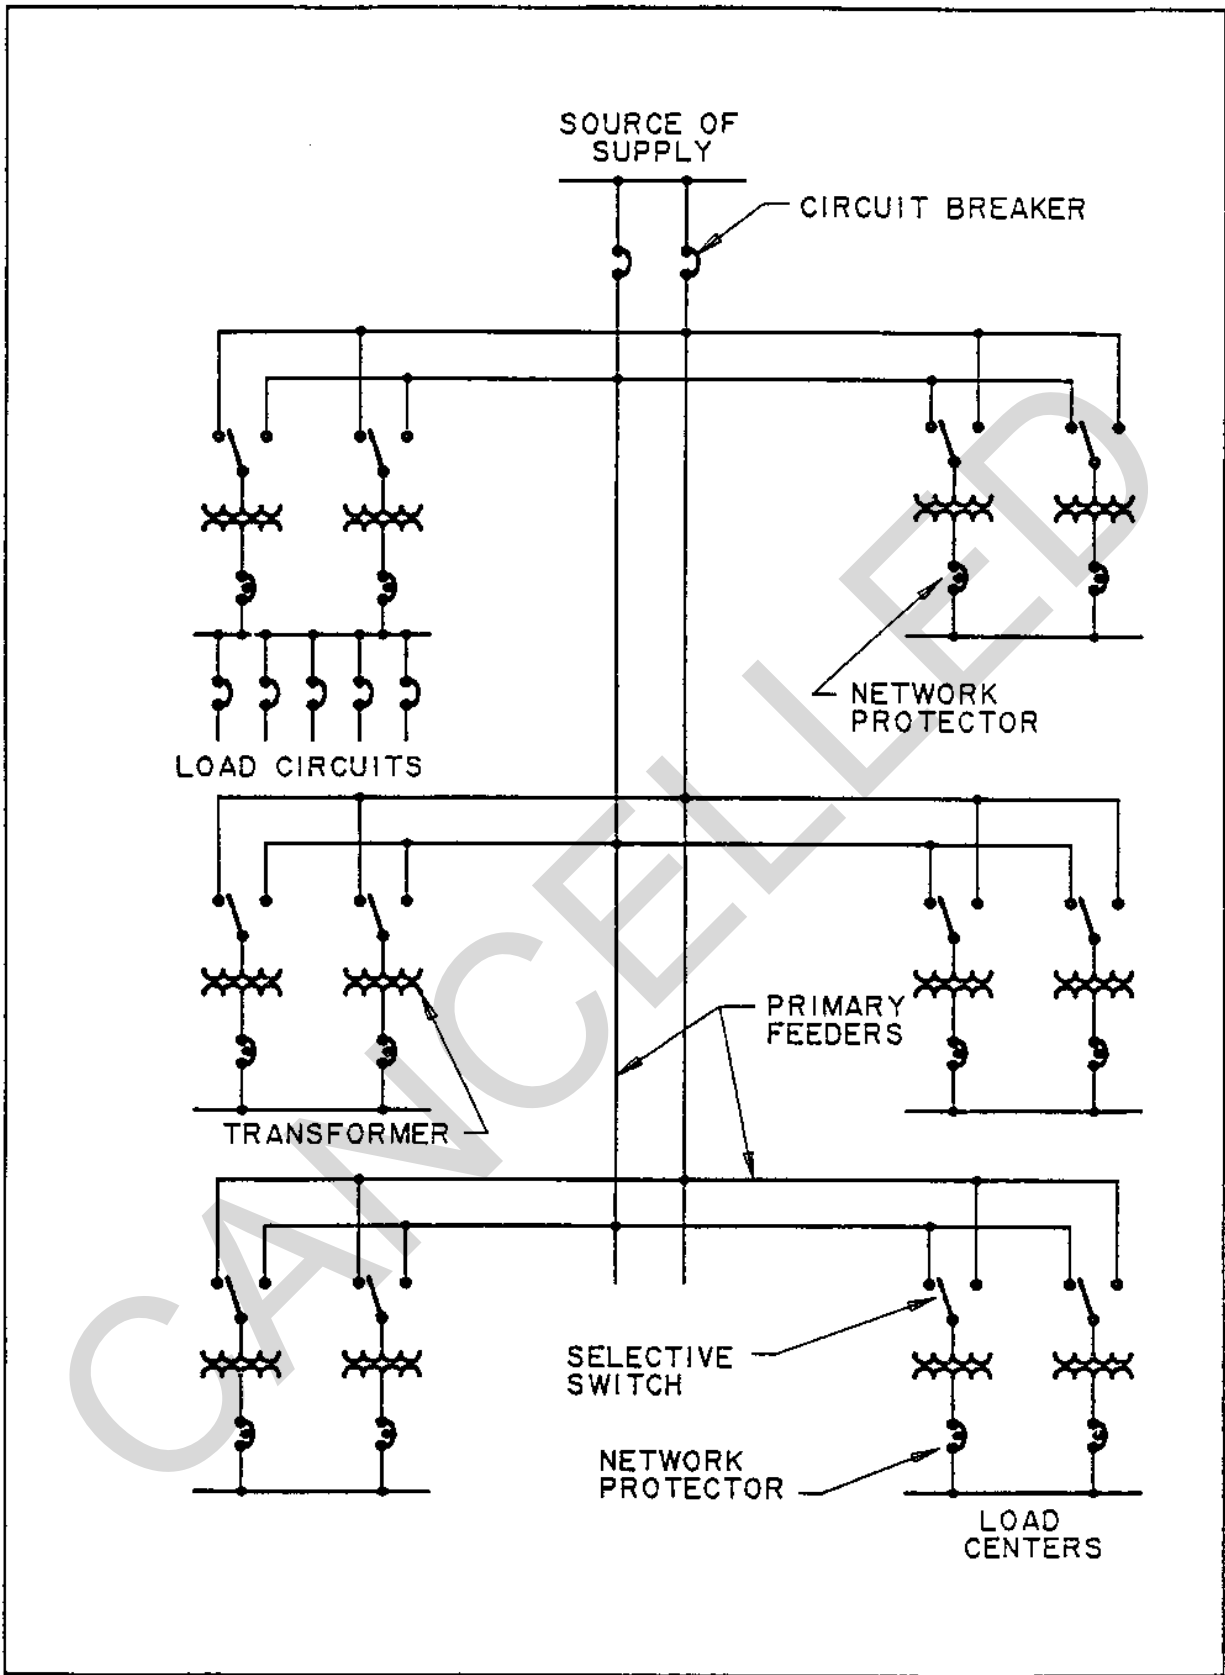 SOURCE OF
SUPPLY
CIRCUIT BREAKER
NETWORK
PROTECTOR
LOAD CIRCUITS
PRIMARY
FEEDERS
TRANSFORMER
SELECTIVE
SWITCH
NETWORK
PROTECTOR
LOAD
CENTERS
CANCELLED